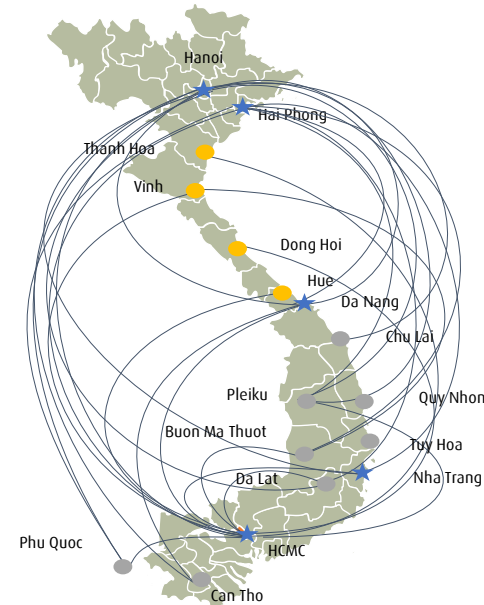 Hanoi
Hai Phong
Thanh Hoa
Vinh
Dong Hoi
Hue
Da Nang
Chu Lai
Pleiku
Quy Nhon
Buon Ma Thuot
Tuy Hoa
Da Lat
Nha Trang
Phu Quoc
HCMC
Can Tho